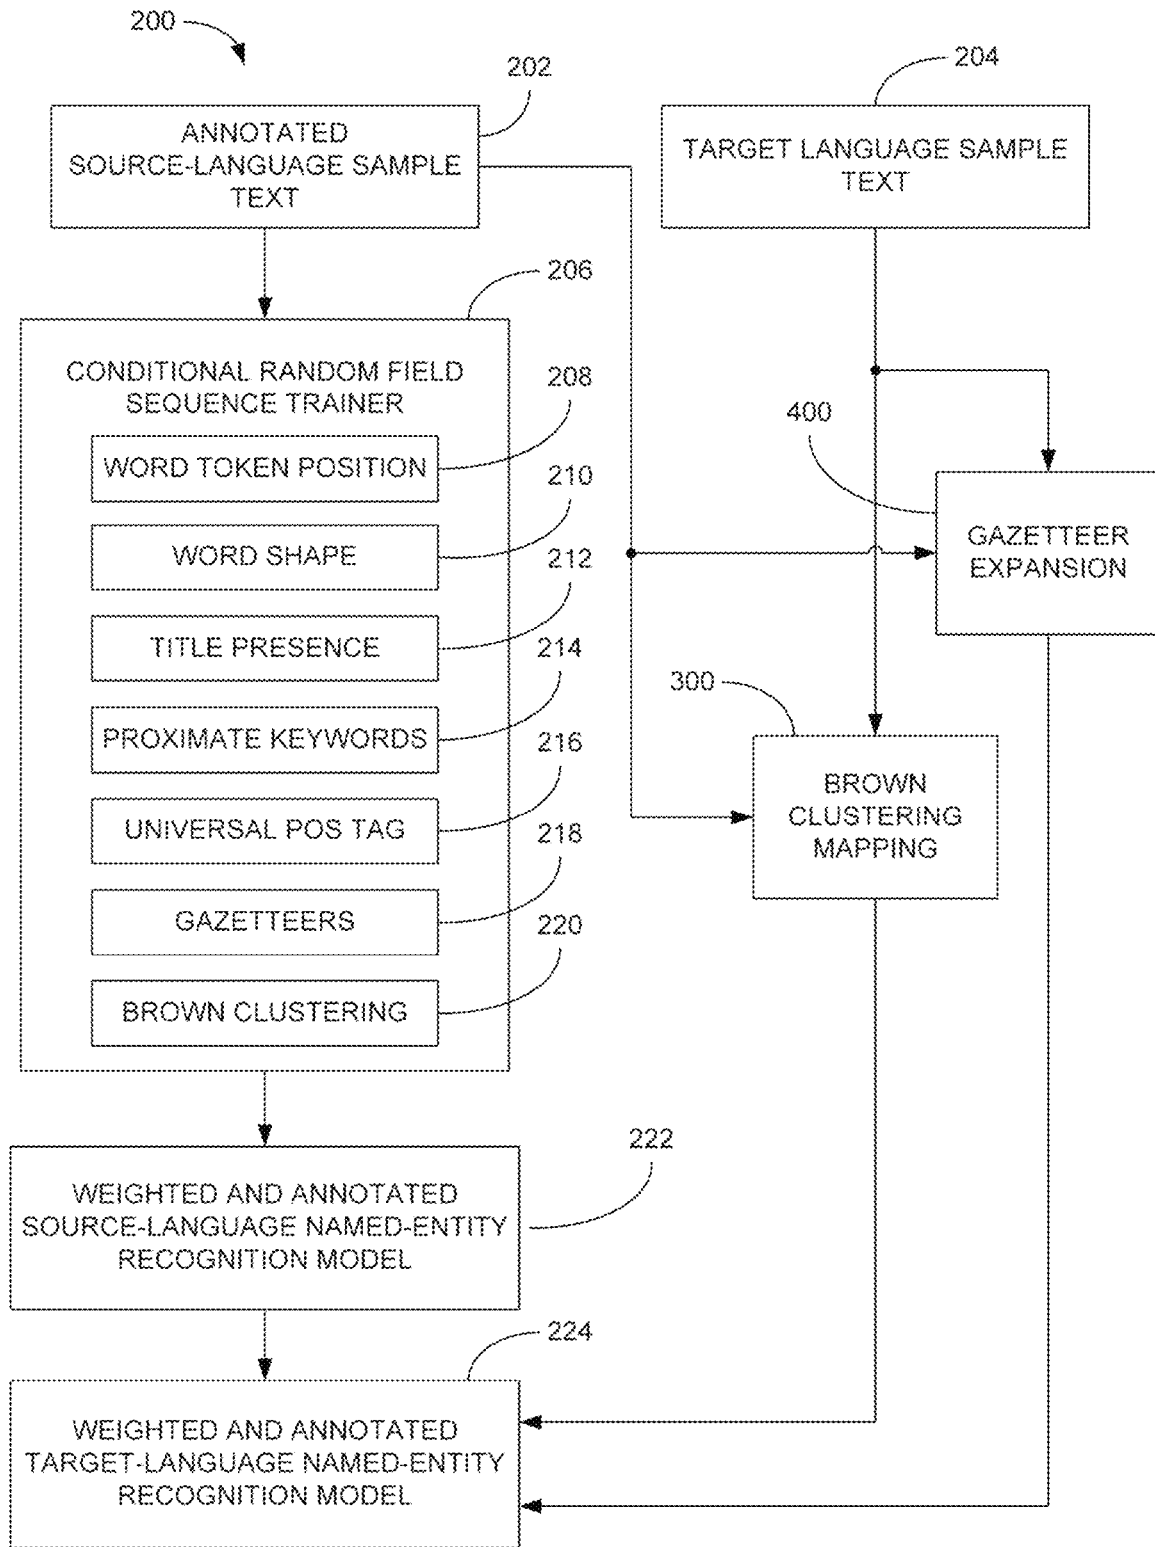 200
202
ANNOTATED
SOURCE-LANGUAGE SAMPLE
TEXT
204
TARGET LANGUAGE SAMPLE
TEXT
206
CONDITIONAL RANDOM FIELD
SEQUENCE TRAINER
208
WORD TOKEN POSITION
210
WORD SHAPE
212
TITLE PRESENCE
214
PROXIMATE KEYWORDS
216
UNIVERSAL POS TAG
218
GAZETTEERS
220
BROWN CLUSTERING
400
GAZETTEER
EXPANSION
300
BROWN
CLUSTERING
MAPPING
222
WEIGHTED AND ANNOTATED
SOURCE-LANGUAGE NAMED-ENTITY
RECOGNITION MODEL
224
WEIGHTED AND ANNOTATED
TARGET-LANGUAGE NAMED-ENTITY
RECOGNITION MODEL